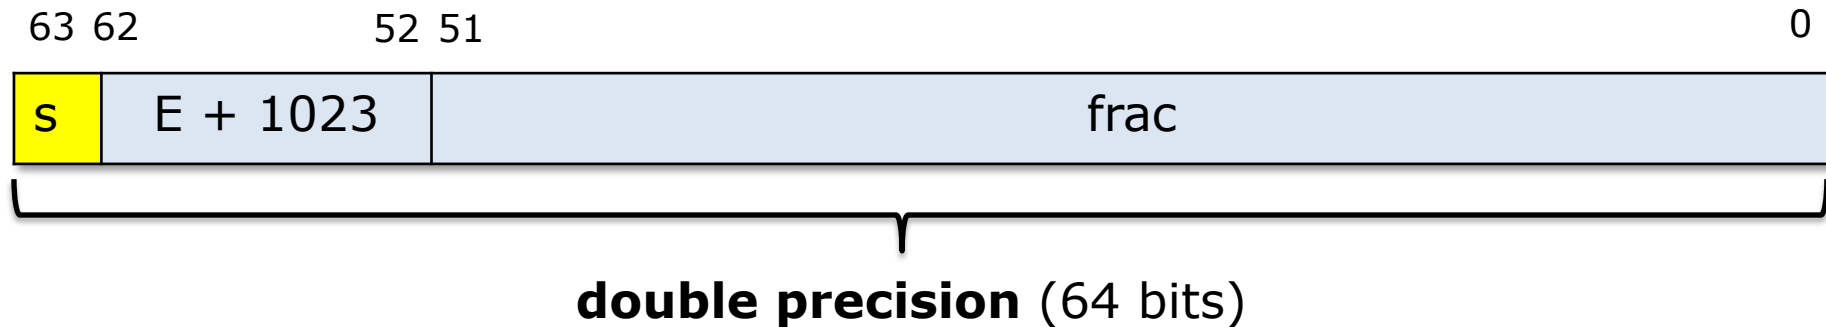 63 62 52 51 0
s E + 1023 frac
double precision (64 bits)